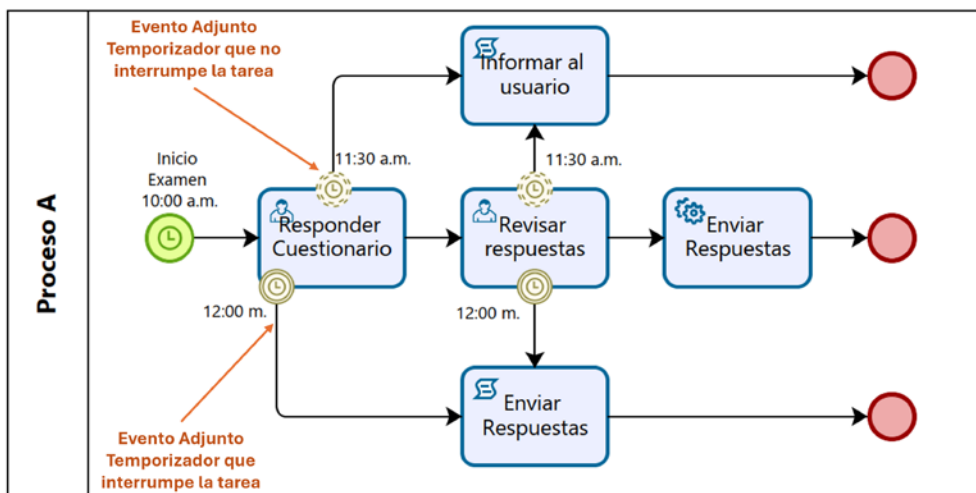 Evento Adjunto
Temporizador que no
interrumpe la tarea
Informar al
usuario
Inicio
Examen
10:00 a.m.
11:30 a.m.
11:30 a.m.
Responder
Cuestionario
Revisar
respuestas
Enviar
Respuestas
Proceso A
12:00 m.
12:00 m.
Enviar
Respuestas
Evento Adjunto
Temporizador que
interrumpe la tarea